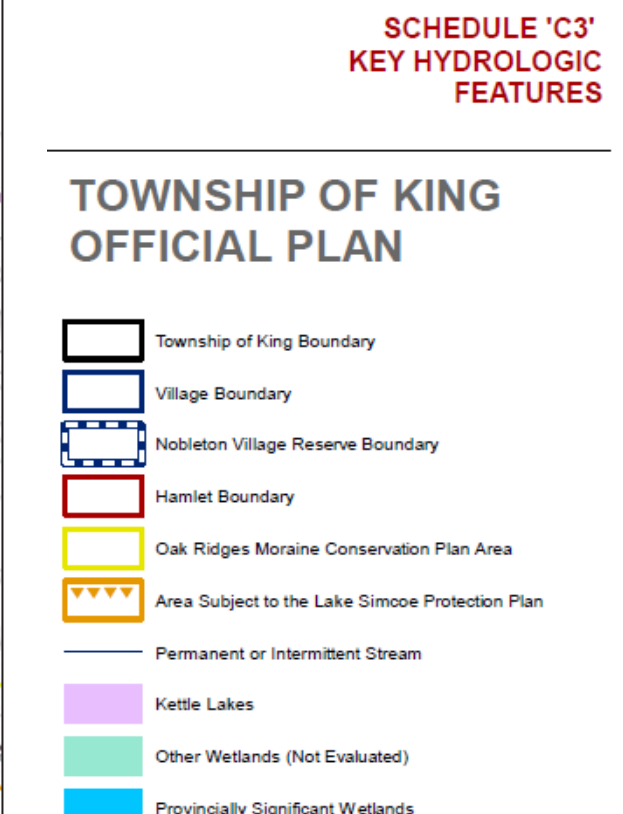 SCHEDULE 'C3'
KEY HYDROLOGIC
FEATURES
TOWNSHIP OF KING
OFFICIAL PLAN
Township of King Boundary
Village Boundary
Nobleton Village Reserve Boundary
Hamlet Boundary
Oak Ridges Moraine Conservation Plan Area
Area Subject to the Lake Simcoe Protection Plan
Permanent or Intermittent Stream
Kettle Lakes
Other Wetlands (Not Evaluated)
Provincially Significant Wetlands